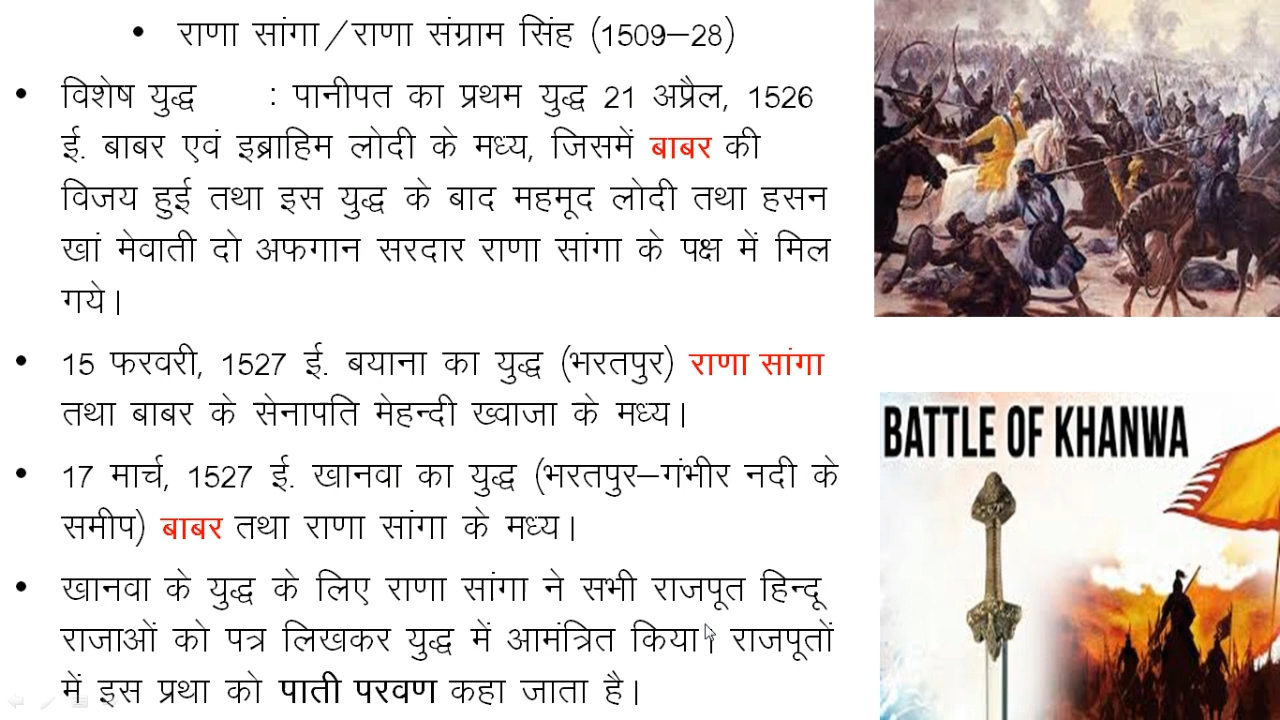 • राणा सांगा/राणा संग्राम सिंह (1509–28)
• विशेष युद्ध : पानीपत का प्रथम युद्ध 21 अप्रैल, 1526
ई. बाबर एवं इब्राहिम लोदी के मध्य, जिसमें बाबर की
विजय हुई तथा इस युद्ध के बाद महमूद लोदी तथा हसन
खां मेवाती दो अफगान सरदार राणा सांगा के पक्ष में मिल
गये।
• 15 फरवरी, 1527 ई. बयाना का युद्ध (भरतपुर) राणा सांगा
तथा बाबर के सेनापति मेहन्दी ख्वाजा के मध्य।
• 17 मार्च, 1527 ई. खानवा का युद्ध (भरतपुर–गंभीर नदी के
समीप) बाबर तथा राणा सांगा के मध्य।
• खानवा के युद्ध के लिए राणा सांगा ने सभी राजपूत हिन्दू
राजाओं को पत्र लिखकर युद्ध में आमंत्रित किया। राजपूतों
में इस प्रथा को पाती परवण कहा जाता है।
BATTLE OF KHANWA